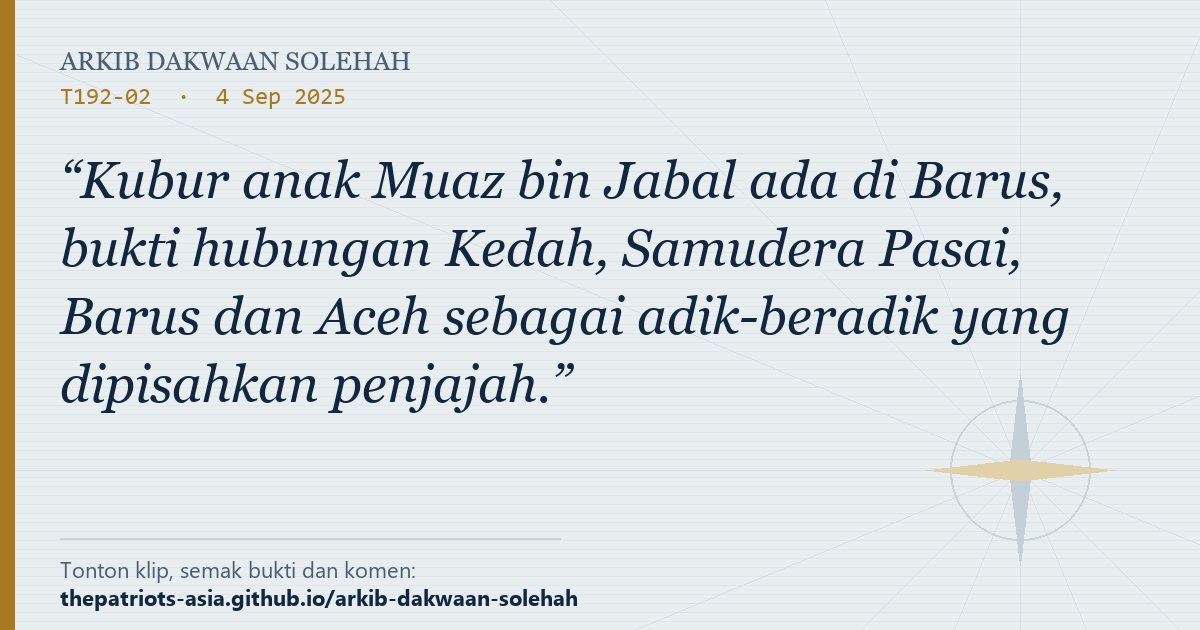 ARKIB DAKWAAN SOLEHAH
T192-02 · 4 Sep 2025
“Kubur anak Muaz bin Jabal ada di Barus,
bukti hubungan Kedah, Samudera Pasai,
Barus dan Aceh sebagai adik-beradik yang
dipisahkan penjajah.”
Tonton klip, semak bukti dan komen:
thepatriots-asia.github.io/arkib-dakwaan-solehah